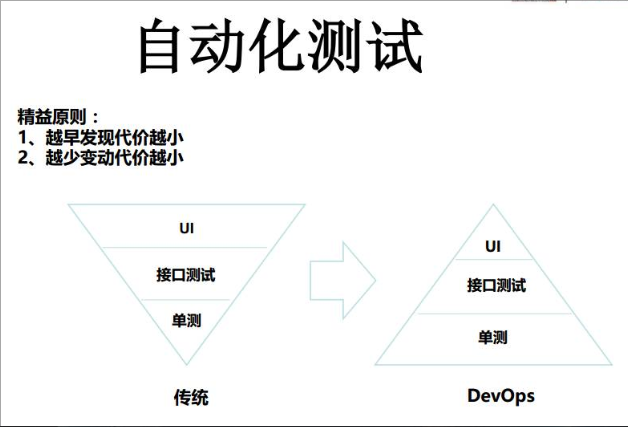 自动化测试
精益原则：
1、越早发现代价越小
2、越少变动代价越小
UI
接口测试
单测
传统
UI
接口测试
单测
DevOps